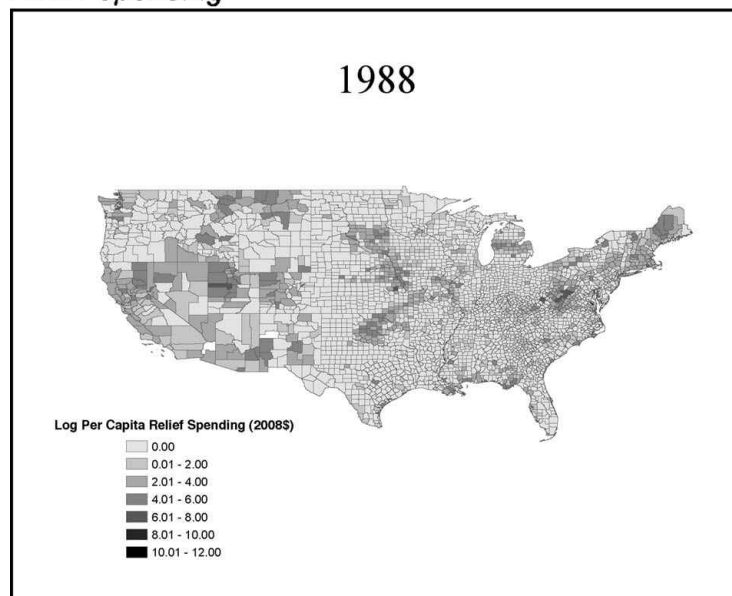 1988
Log Per Capita Relief Spending (2008$)
0.00
0.01 - 2.00
2.01 - 4.00
4.01 - 6.00
6.01 - 8.00
8.01 - 10.00
10.01 - 12.00